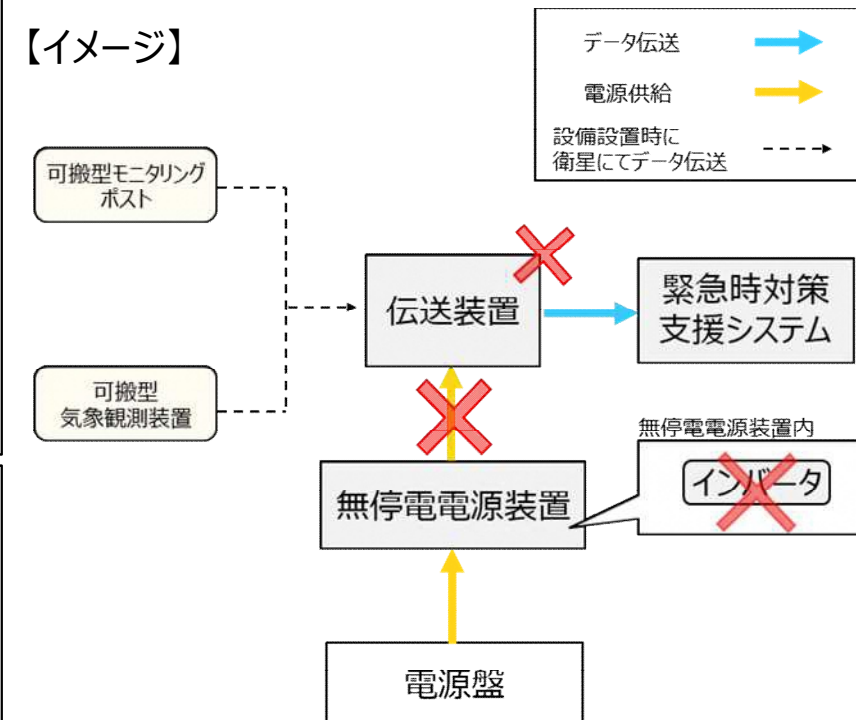 【イメージ】
データ伝送
電源供給
設備設置時に
衛星にてデータ伝送
可搬型モニタリング
ポスト
伝送装置
緊急時対策
支援システム
可搬型
気象観測装置
無停電電源装置内
インバータ
無停電電源装置
電源盤